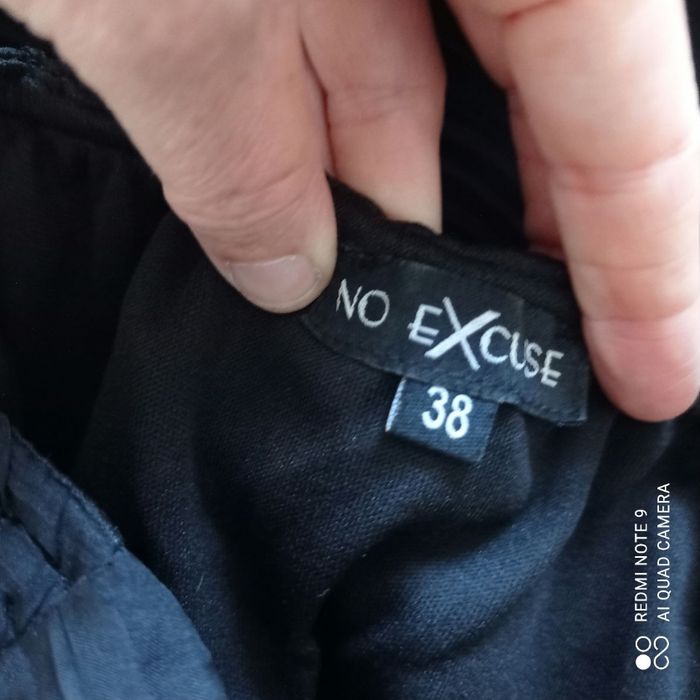 NO EXCUSE
38
REDMI NOTE 9
AI QUAD CAMERA